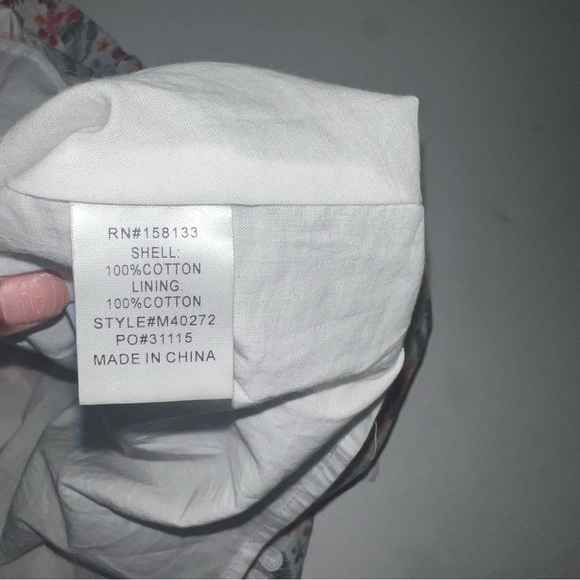 RN#158133
SHELL:
100%COTTON
LINING:
100%COTTON
STYLE#M40272
PO#31115
MADE IN CHINA